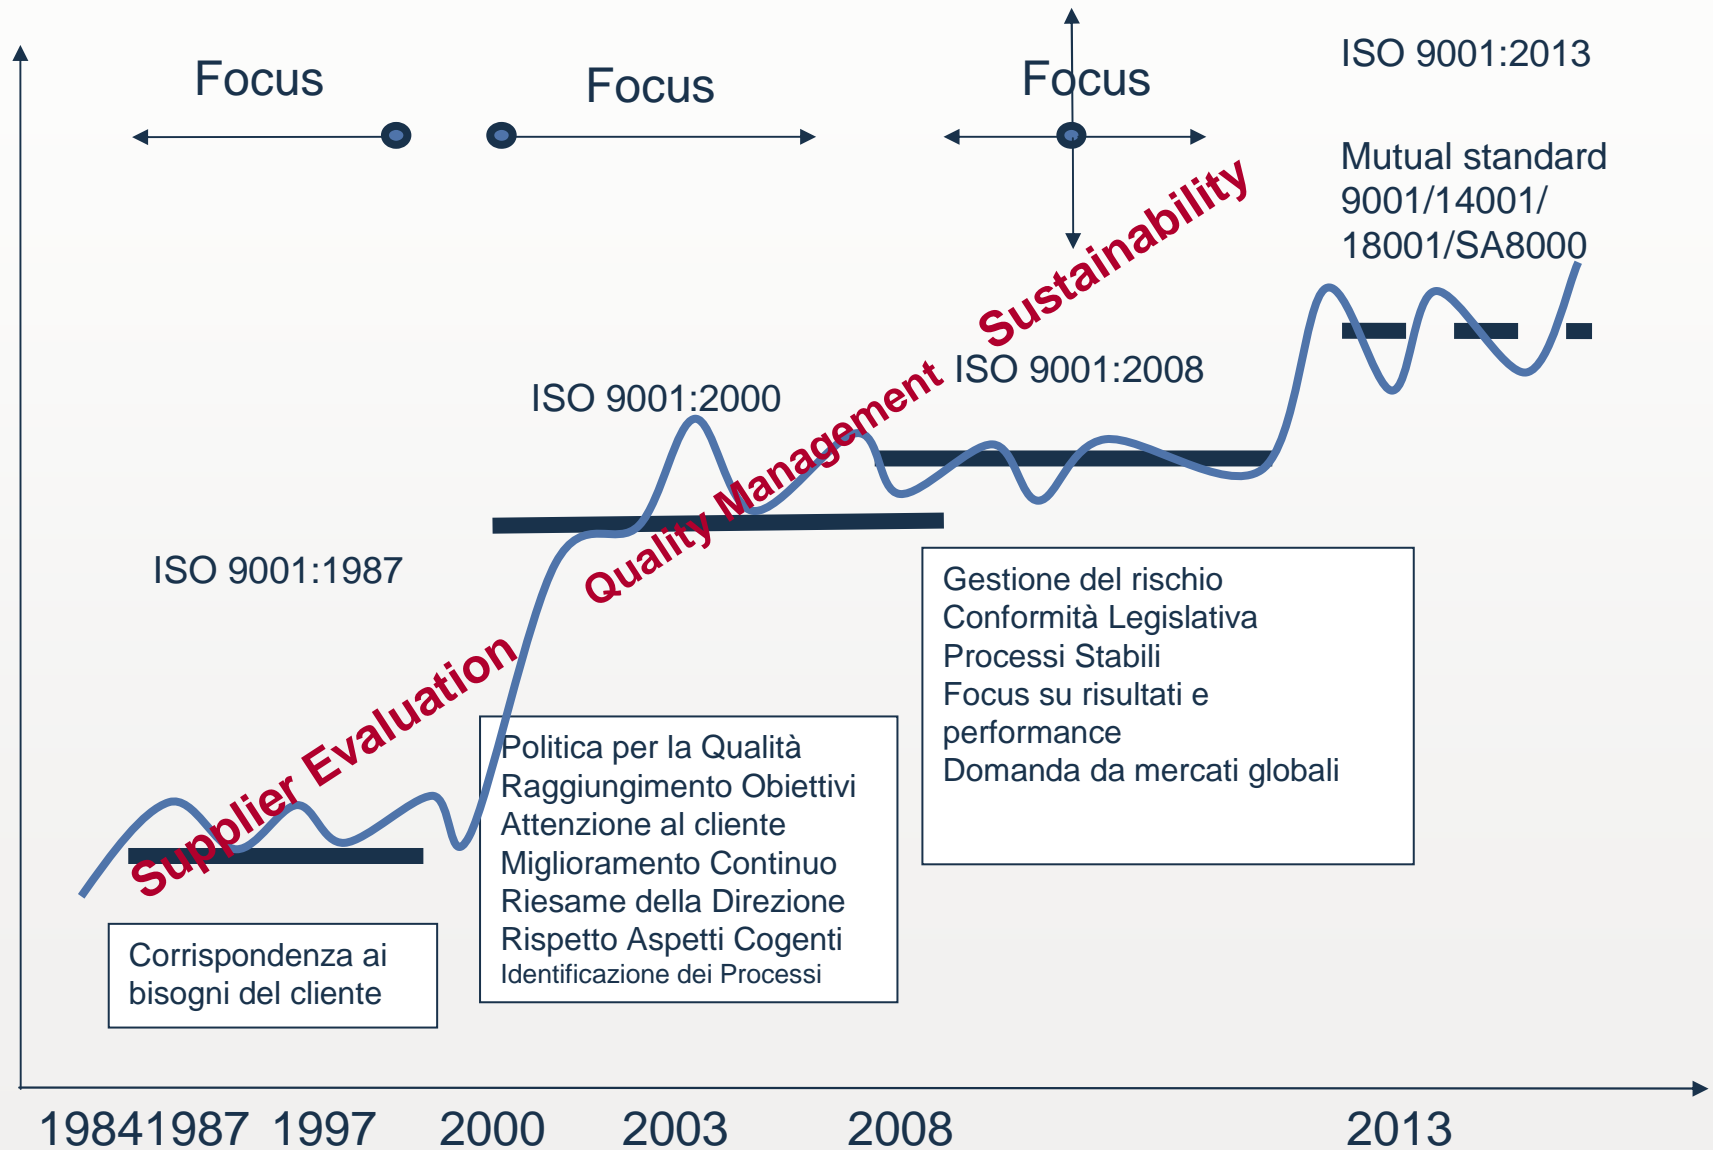 Focus
Focus
Focus
ISO 9001:2013
Mutual standard
9001/14001/
18001/SA8000
Sustainability
ISO 9001:2008
ISO 9001:2000
Quality Management
ISO 9001:1987
Supplier Evaluation
Gestione del rischio
Conformità Legislativa
Processi Stabili
Focus su risultati e
performance
Domanda da mercati globali
Politica per la Qualità
Raggiungimento Obiettivi
Attenzione al cliente
Miglioramento Continuo
Riesame della Direzione
Rispetto Aspetti Cogenti
Identificazione dei Processi
Corrispondenza ai
bisogni del cliente
1984 1987 1997 2000 2003 2008 2013